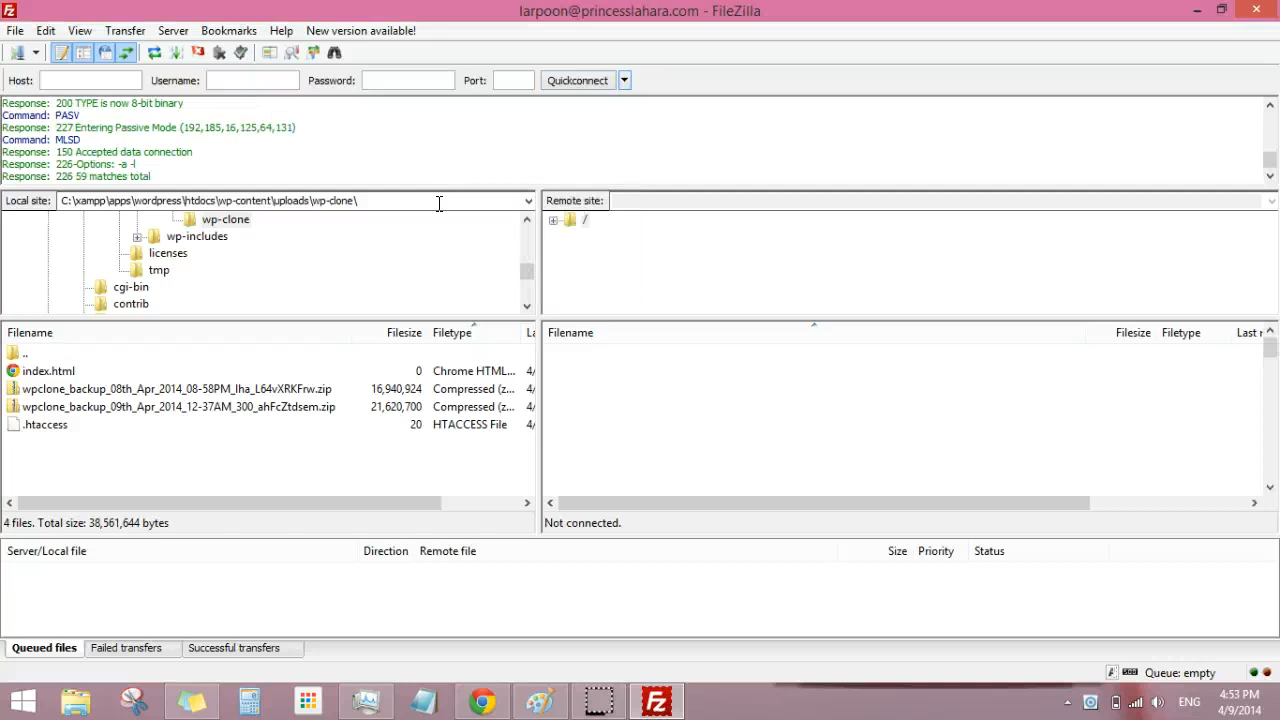 larpoon@princesslahara.com - FileZilla
File Edit View Transfer Server Bookmarks Help New version available!
Host: Username: Password: Port: Quickconnect
Response: 200 TYPE is now 8-bit binary
Command: PASV
Response: 227 Entering Passive Mode (192,185,16,125,64,131)
Command: MLSD
Response: 150 Accepted data connection
Response: 226-Options: -a -l
Response: 226 59 matches total
Local site: C:\xampp\apps\wordpress\htdocs\wp-content\uploads\wp-clone\
Remote site:
wp-clone
/
wp-includes
licenses
tmp
cgi-bin
contrib
Filename Filesize Filetype La
Filename Filesize Filetype Last r
..
index.html 0 Chrome HTML... 4/
wpclone_backup_08th_Apr_2014_08-58PM_lha_L64vXRKFrw.zip 16,940,924 Compressed (z... 4/
wpclone_backup_09th_Apr_2014_12-37AM_300_ahFcZtdsem.zip 21,620,700 Compressed (z... 4/
.htaccess 20 HTACCESS File 4/
4 files. Total size: 38,561,644 bytes
Not connected.
Server/Local file Direction Remote file Size Priority Status
Queued files Failed transfers Successful transfers
Queue: empty
ENG
4:53 PM
4/9/2014